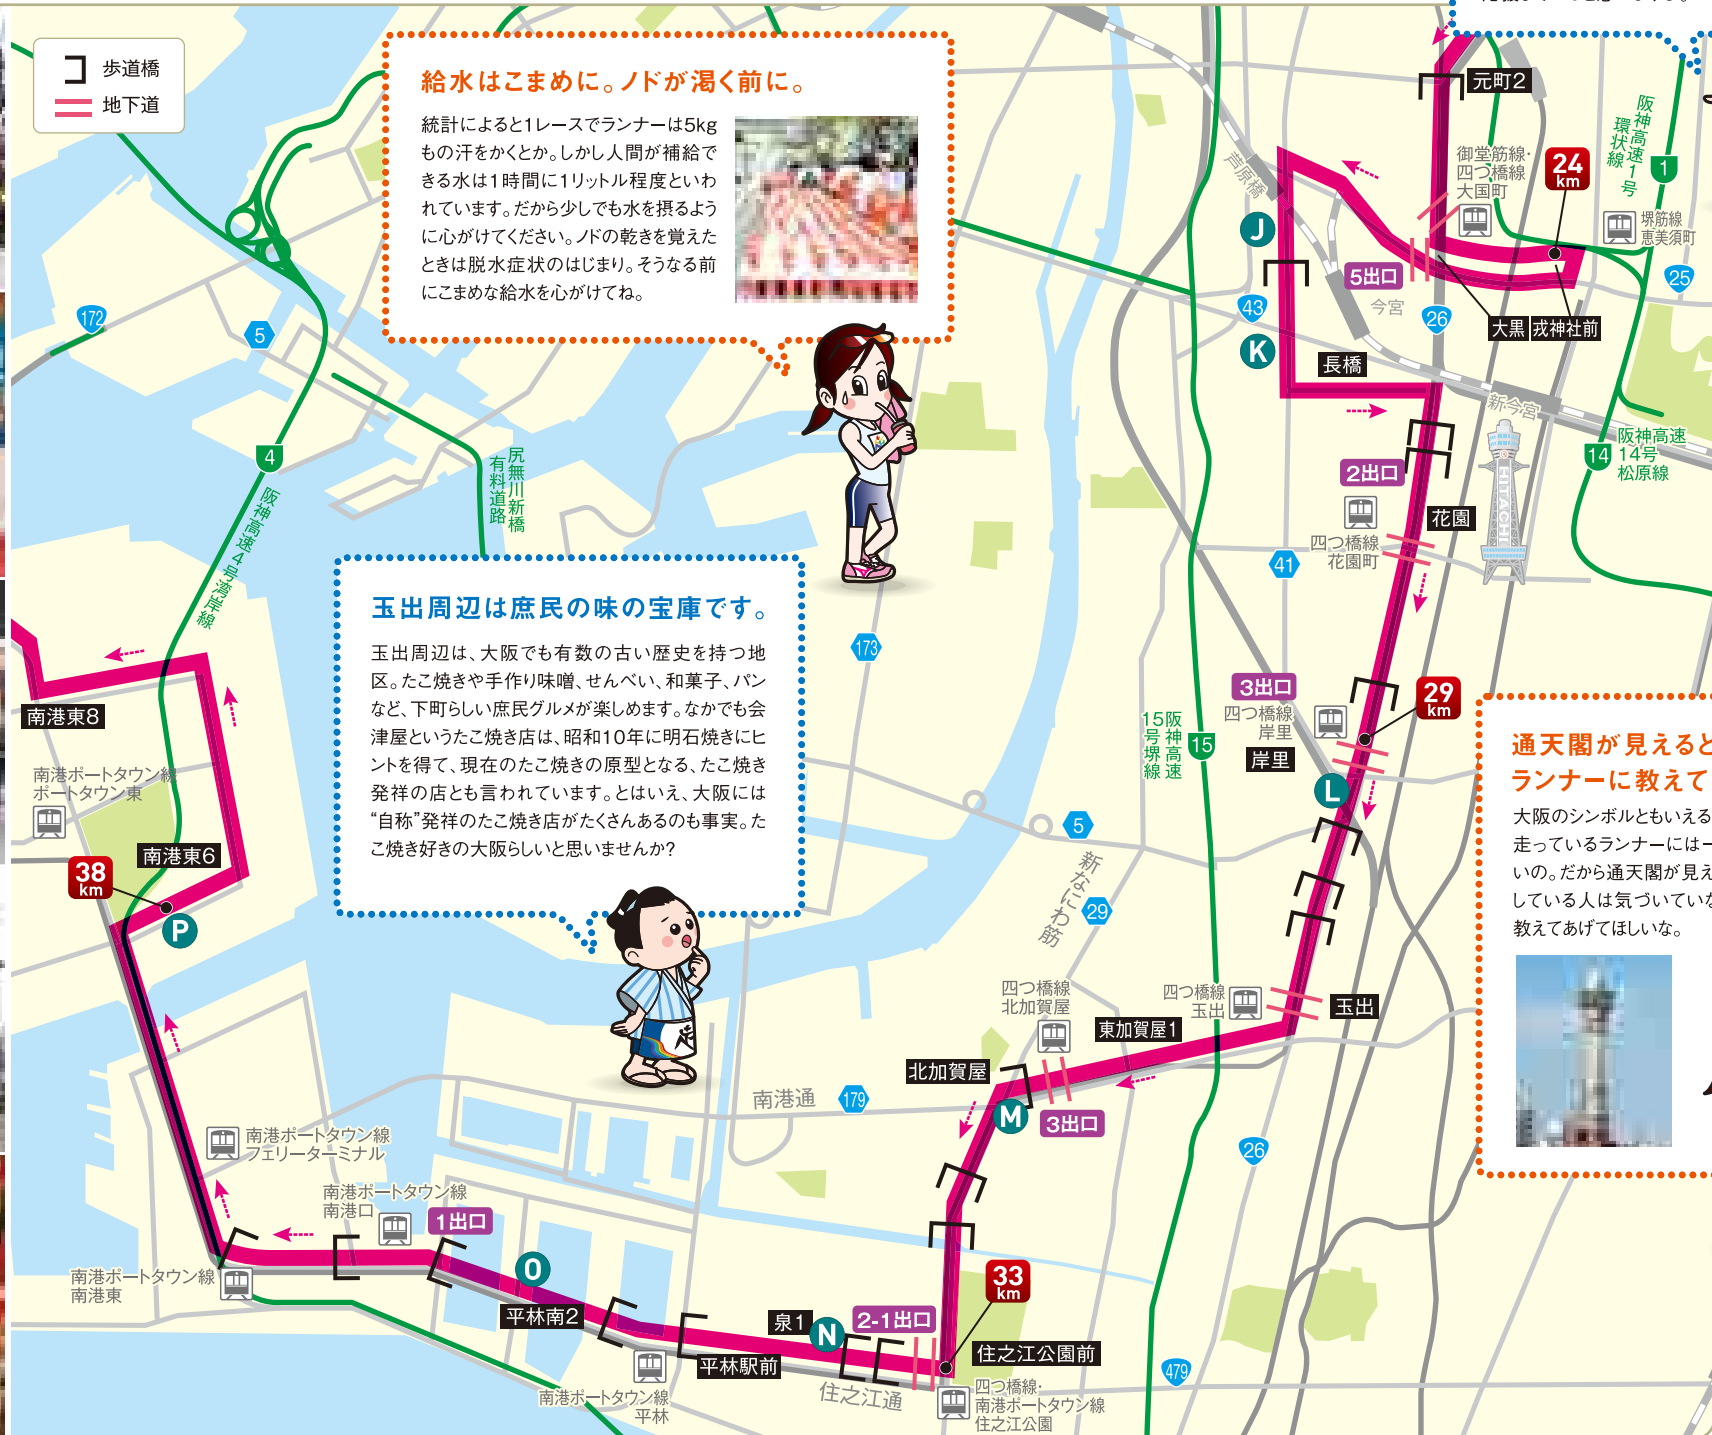 歩道橋
地下道
給水はこまめに。ノドが渇く前に。
統計によると1レースでランナーは5kg
もの汗をかくとか。しかし人間が補給で
きる水は1時間に1リットル程度といわ
れています。だから少しでも水を摂るよう
に心がけてください。ノドの乾きを覚えた
ときは脱水症状のはじまり。そうなる前
にこまめな給水を心がけてね。
元町2
阪神高速1号
環状線
1
御堂筋線・
四つ橋線
大国町
24
km
堺筋線
恵美須町
25
芦原橋
J
5出口
43
今宮
26
大黒
戎神社前
K
長橋
新今宮
阪神高速
14号
松原線
14
HITACHI
2出口
花園
四つ橋線
花園町
41
172
5
4
阪神高速4号湾岸線
尻無川新橋
有料道路
玉出周辺は庶民の味の宝庫です。
玉出周辺は、大阪でも有数の古い歴史を持つ地
区。たこ焼きや手作り味噌、せんべい、和菓子、パン
など、下町らしい庶民グルメが楽しめます。なかでも会
津屋というたこ焼き店は、昭和10年に明石焼きにヒ
ントを得て、現在のたこ焼きの原型となる、たこ焼き
発祥の店とも言われています。とはいえ、大阪には
“自称”発祥のたこ焼き店がたくさんあるのも事実。た
こ焼き好きの大阪らしいと思いませんか?
173
3出口
四つ橋線
岸里
29
km
岸里
阪神高速
15号堺線
15
L
通天閣が見えると
ランナーに教えて
大阪のシンボルともいえる
走っているランナーには一
いの。だから通天閣が見え
している人は気づいていな
教えてあげてほしいな。
南港東8
南港ポートタウン線
ポートタウン東
南港東6
38
km
P
5
新なにわ筋
29
四つ橋線
北加賀屋
四つ橋線
玉出
玉出
東加賀屋1
北加賀屋
M
3出口
南港通
179
26
南港ポートタウン線
フェリーターミナル
南港ポートタウン線
南港口
1出口
南港ポートタウン線
南港東
O
平林南2
泉1
N
2-1出口
33
km
平林駅前
住之江公園前
南港ポートタウン線
平林
住之江通
四つ橋線・
南港ポートタウン線
住之江公園
479